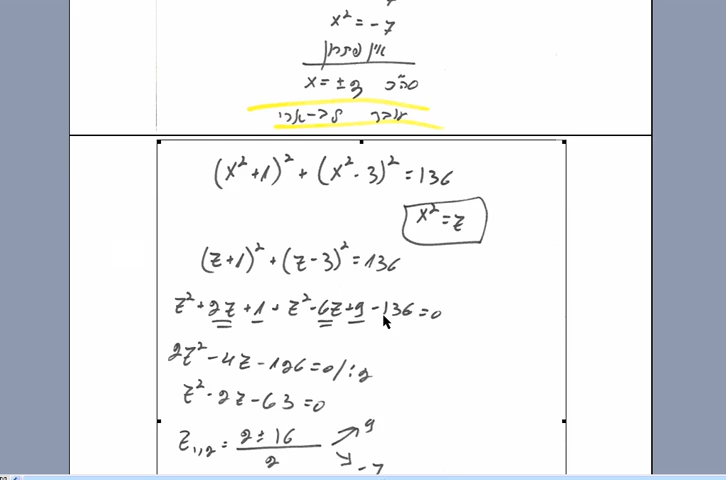 x² = -7
אין פתרון
x = ±3 סה"כ
(x²+1)² + (x²-3)² = 136
x² = z
(z+1)² + (z-3)² = 136
z² + 2z + 1 + z² - 6z + 9 - 136 = 0
2z² - 4z - 126 = 0 /:2
z² - 2z - 63 = 0
z₁,₂ = 2 ± 16 / 2 ↗ 9 ↘ -7